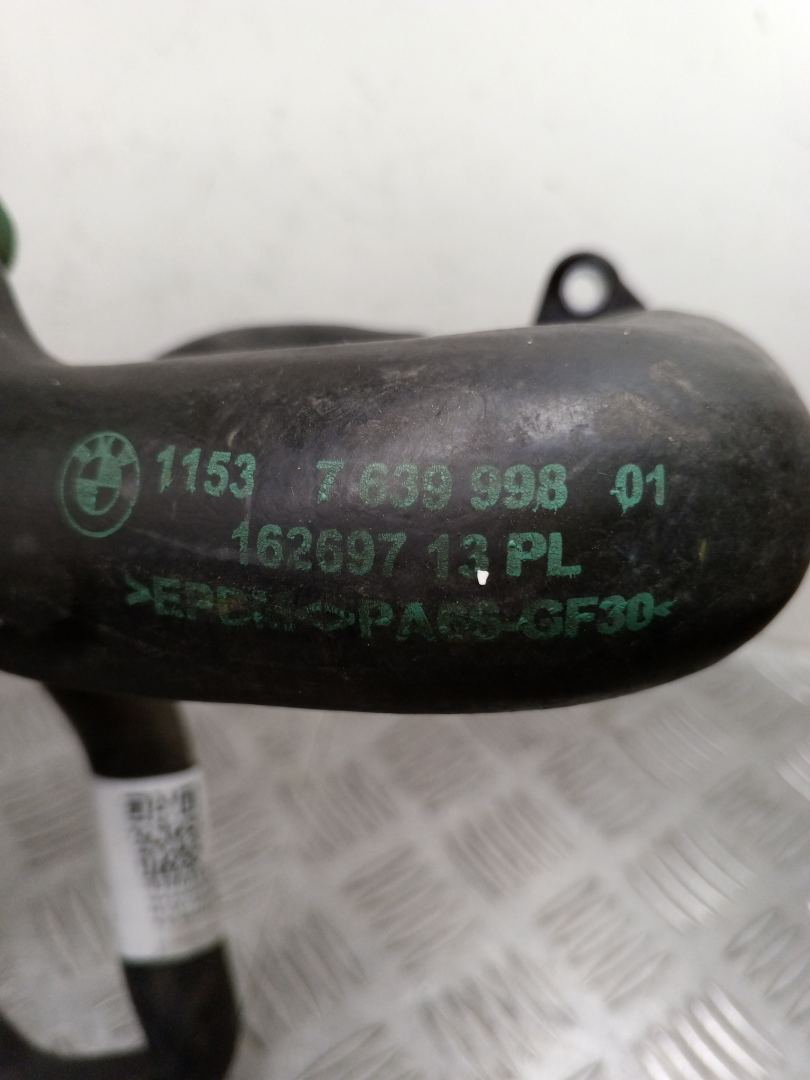 1153 7 639 998 01
162697 13 PL
>EPDM<>PA66-GF30<